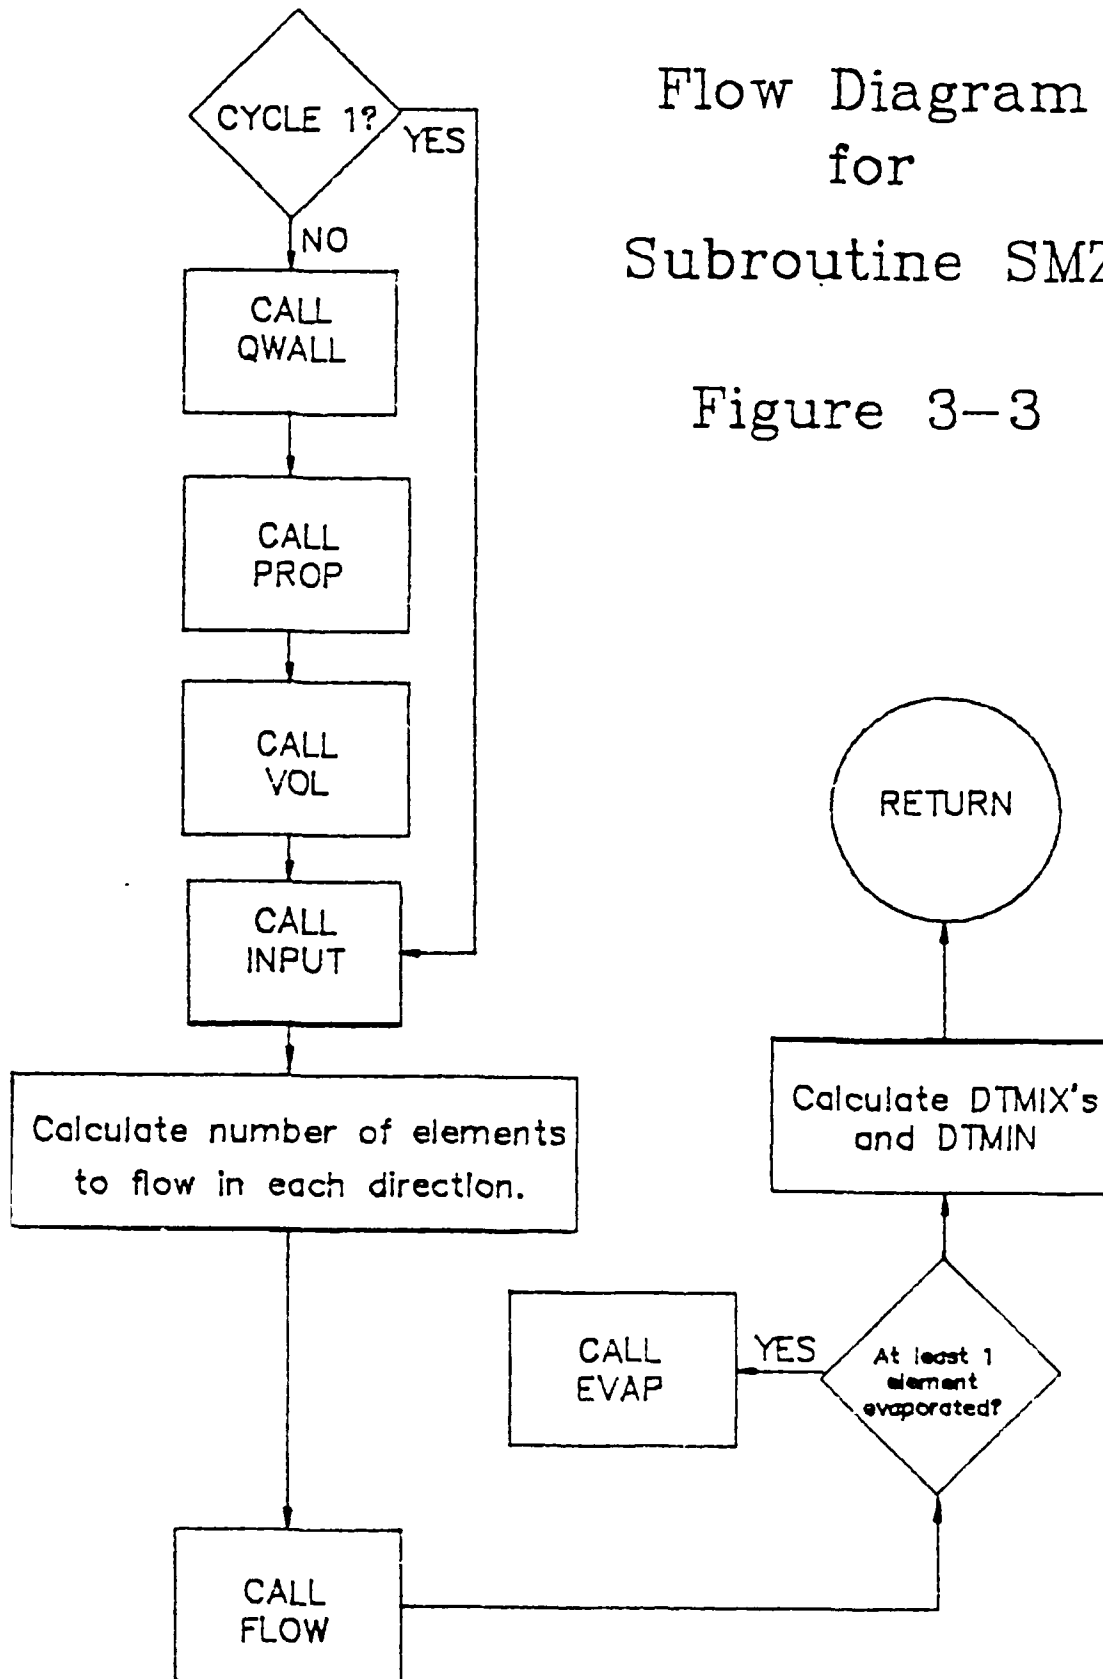 Flow Diagram
for
Subroutine SMZ
Figure 3-3
CYCLE 1?
YES
NO
CALL
QWALL
CALL
PROP
CALL
VOL
CALL
INPUT
Calculate number of elements
to flow in each direction.
CALL
FLOW
At least 1
element
evaporated?
YES
CALL
EVAP
Calculate DTMIX's
and DTMIN
RETURN